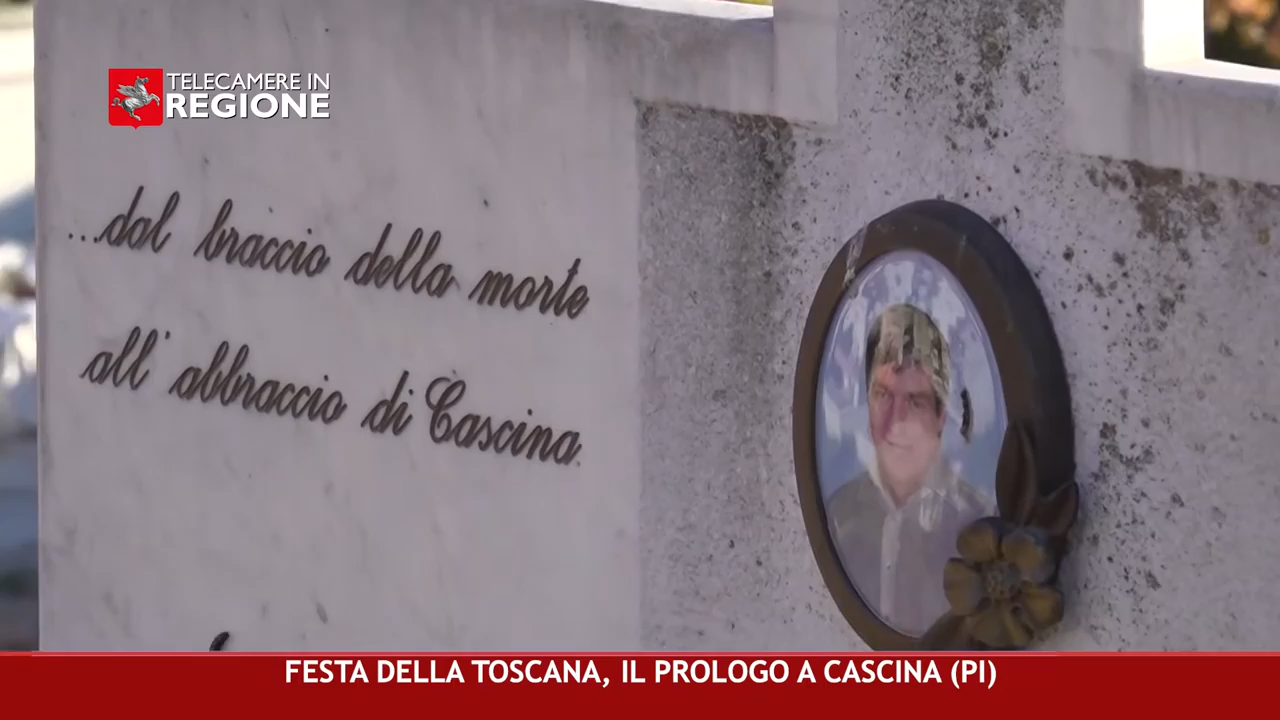 TELECAMERE IN
REGIONE
...dal braccio della morte
all'abbraccio di Cascina
FESTA DELLA TOSCANA, IL PROLOGO A CASCINA (PI)